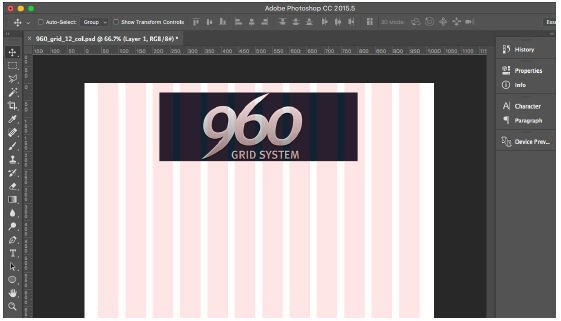 Adobe Photoshop CC 2015.5
Auto-Select: Group Show Transform Controls 3D Mode: Ess
× 960_grid_12_col.psd @ 66.7% (Layer 1, RGB/8#) *
150 100 50 0 50 100 150 200 250 300 350 400 450 500 550 600 650 700 750 800 850 900 950 1000 1050 1100
History
Properties
Info
Character
Paragraph
Device Prev...
960
GRID SYSTEM